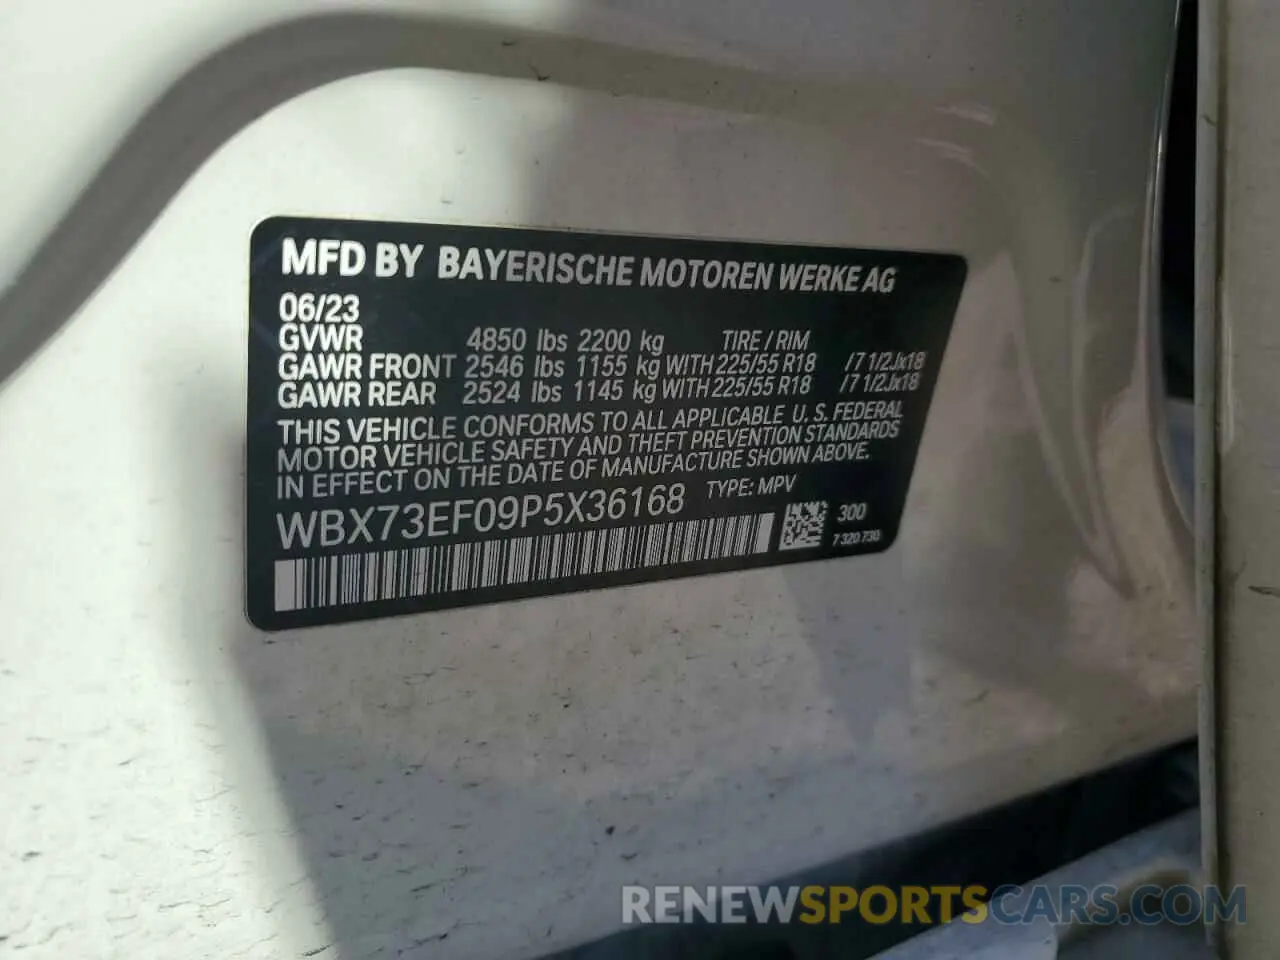 MFD BY BAYERISCHE MOTOREN WERKE AG
06/23
GVWR 4850 lbs 2200 kg TIRE / RIM
GAWR FRONT 2546 lbs 1155 kg WITH 225/55 R18 /7 1/2Jx18
GAWR REAR 2524 lbs 1145 kg WITH 225/55 R18 /7 1/2Jx18
THIS VEHICLE CONFORMS TO ALL APPLICABLE U. S. FEDERAL
MOTOR VEHICLE SAFETY AND THEFT PREVENTION STANDARDS
IN EFFECT ON THE DATE OF MANUFACTURE SHOWN ABOVE.
WBX73EF09P5X36168 TYPE: MPV
300
7 320 730
RENEWSPORTSCARS.COM